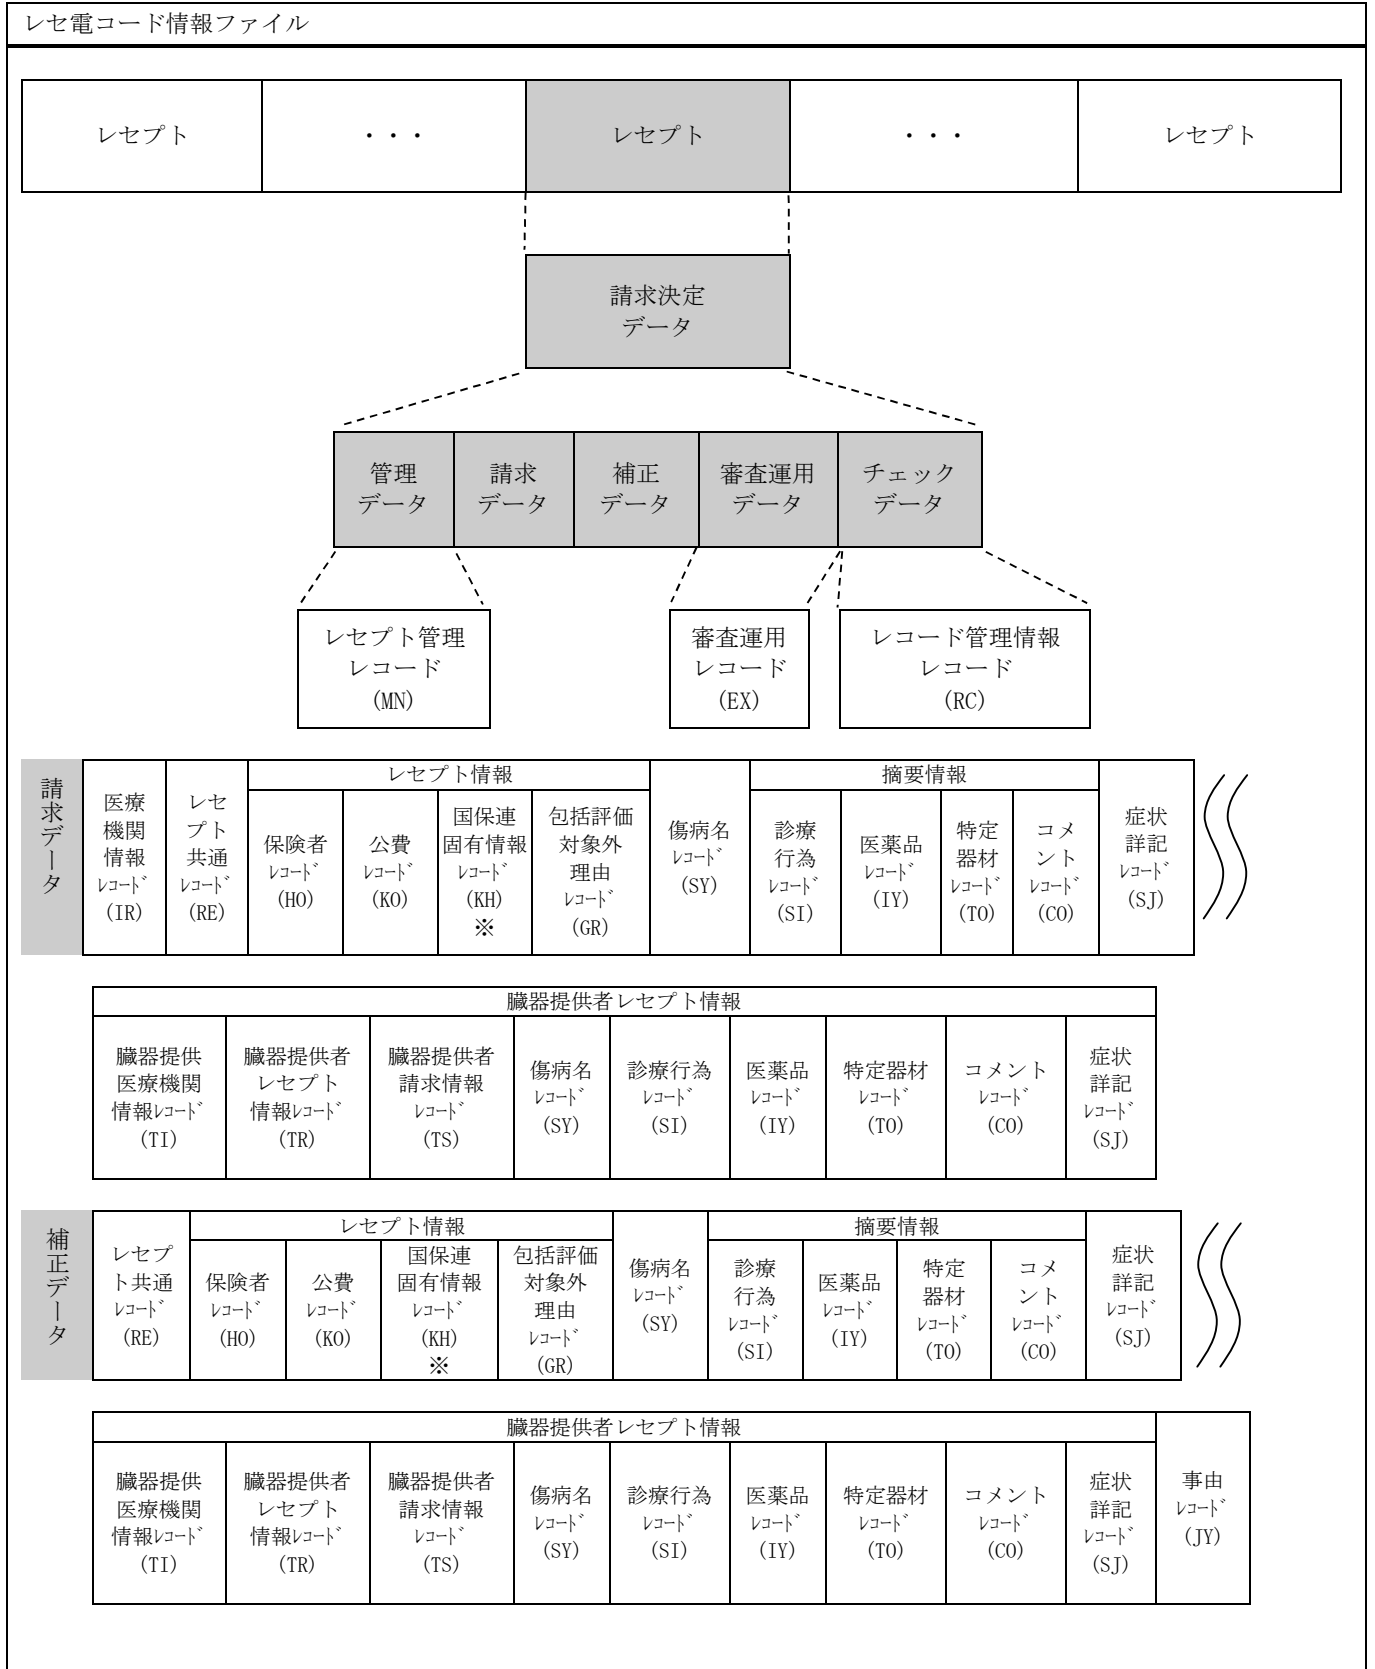 レセ電コード情報ファイル
レセプト
・・・
レセプト
・・・
レセプト
請求決定
データ
管理
データ
請求
データ
補正
データ
審査運用
データ
チェック
データ
レセプト管理
レコード
(MN)
審査運用
レコード
(EX)
レコード管理情報
レコード
(RC)
請求データ
医療
機関
情報
ﾚｺｰﾄﾞ
(IR)
レセ
プト
共通
ﾚｺｰﾄﾞ
(RE)
レセプト情報
保険者
ﾚｺｰﾄﾞ
(HO)
公費
ﾚｺｰﾄﾞ
(KO)
国保連
固有情報
ﾚｺｰﾄﾞ
(KH)
※
包括評価
対象外
理由
ﾚｺｰﾄﾞ
(GR)
傷病名
ﾚｺｰﾄﾞ
(SY)
摘要情報
診療
行為
ﾚｺｰﾄﾞ
(SI)
医薬品
ﾚｺｰﾄﾞ
(IY)
特定
器材
ﾚｺｰﾄﾞ
(TO)
コメ
ント
ﾚｺｰﾄﾞ
(CO)
症状
詳記
ﾚｺｰﾄﾞ
(SJ)
臓器提供者レセプト情報
臓器提供
医療機関
情報ﾚｺｰﾄﾞ
(TI)
臓器提供者
レセプト
情報ﾚｺｰﾄﾞ
(TR)
臓器提供者
請求情報
ﾚｺｰﾄﾞ
(TS)
傷病名
ﾚｺｰﾄﾞ
(SY)
診療行為
ﾚｺｰﾄﾞ
(SI)
医薬品
ﾚｺｰﾄﾞ
(IY)
特定器材
ﾚｺｰﾄﾞ
(TO)
コメント
ﾚｺｰﾄﾞ
(CO)
症状
詳記
ﾚｺｰﾄﾞ
(SJ)
補正データ
レセプ
ト共通
ﾚｺｰﾄﾞ
(RE)
レセプト情報
保険者
ﾚｺｰﾄﾞ
(HO)
公費
ﾚｺｰﾄﾞ
(KO)
国保連
固有情報
ﾚｺｰﾄﾞ
(KH)
※
包括評価
対象外
理由
ﾚｺｰﾄﾞ
(GR)
傷病名
ﾚｺｰﾄﾞ
(SY)
摘要情報
診療
行為
ﾚｺｰﾄﾞ
(SI)
医薬品
ﾚｺｰﾄﾞ
(IY)
特定
器材
ﾚｺｰﾄﾞ
(TO)
コメ
ント
ﾚｺｰﾄﾞ
(CO)
症状
詳記
ﾚｺｰﾄﾞ
(SJ)
臓器提供者レセプト情報
臓器提供
医療機関
情報ﾚｺｰﾄﾞ
(TI)
臓器提供者
レセプト
情報ﾚｺｰﾄﾞ
(TR)
臓器提供者
請求情報
ﾚｺｰﾄﾞ
(TS)
傷病名
ﾚｺｰﾄﾞ
(SY)
診療行為
ﾚｺｰﾄﾞ
(SI)
医薬品
ﾚｺｰﾄﾞ
(IY)
特定器材
ﾚｺｰﾄﾞ
(TO)
コメント
ﾚｺｰﾄﾞ
(CO)
症状
詳記
ﾚｺｰﾄﾞ
(SJ)
事由
ﾚｺｰﾄﾞ
(JY)